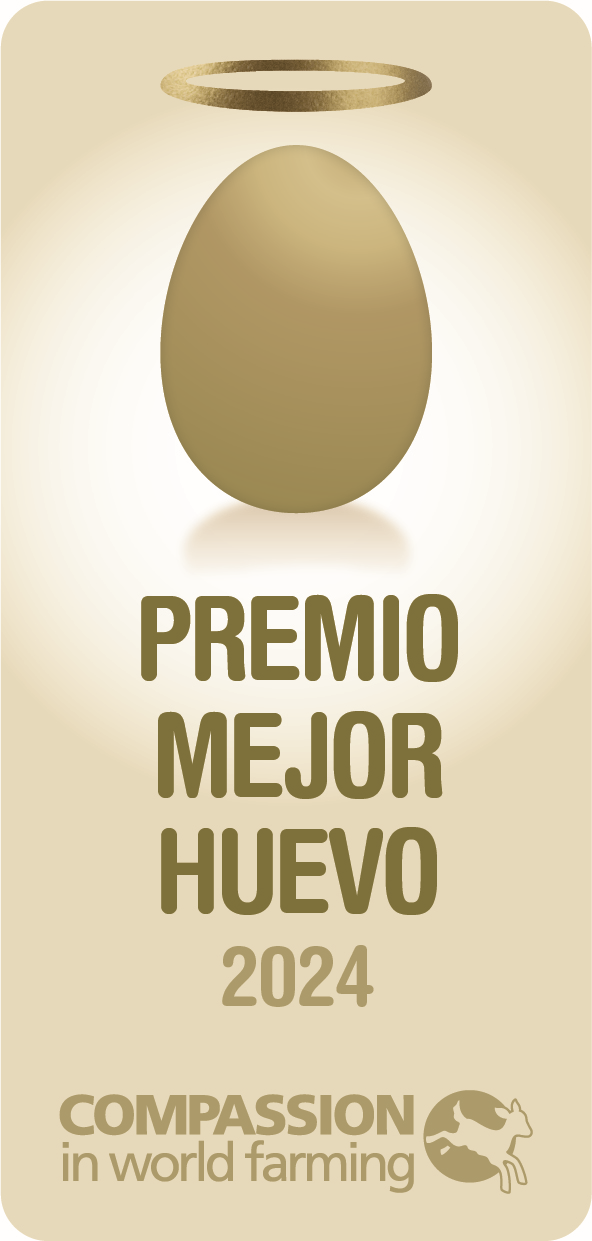 PREMIO
MEJOR
HUEVO
2024
COMPASSION
in world farming